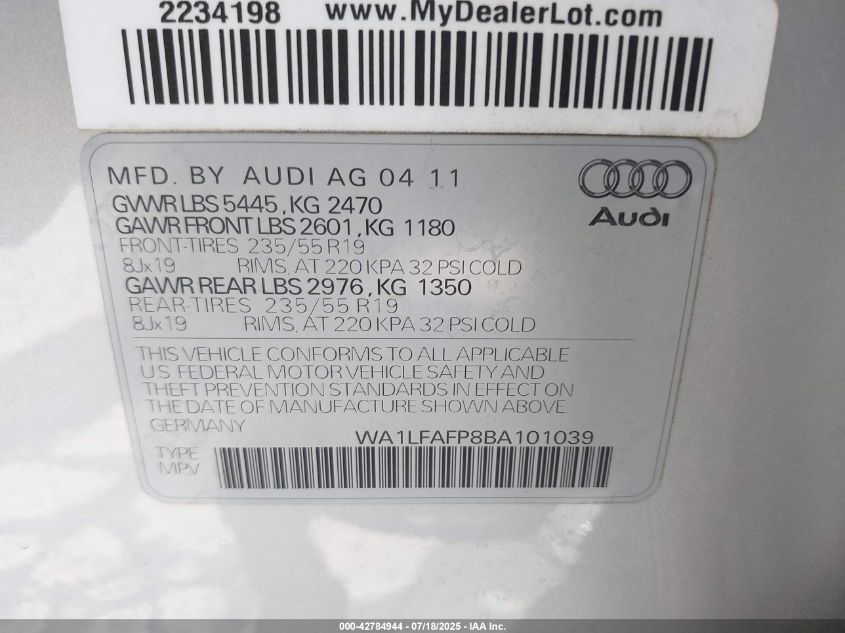 2234198 www.MyDealerLot.com
MFD. BY AUDI AG 04 11
GVWR LBS 5445, KG 2470
GAWR FRONT LBS 2601, KG 1180
FRONT-TIRES 235/55 R19
8Jx19 RIMS, AT 220 KPA 32 PSI COLD
GAWR REAR LBS 2976, KG 1350
REAR-TIRES 235/55 R19
8Jx19 RIMS, AT 220 KPA 32 PSI COLD
Audi
THIS VEHICLE CONFORMS TO ALL APPLICABLE
U.S. FEDERAL MOTOR VEHICLE SAFETY AND
THEFT PREVENTION STANDARDS IN EFFECT ON
THE DATE OF MANUFACTURE SHOWN ABOVE
GERMANY
WA1LFAFP8BA101039
TYPE
MPV
000-42784944 - 07/18/2025 - IAA Inc.